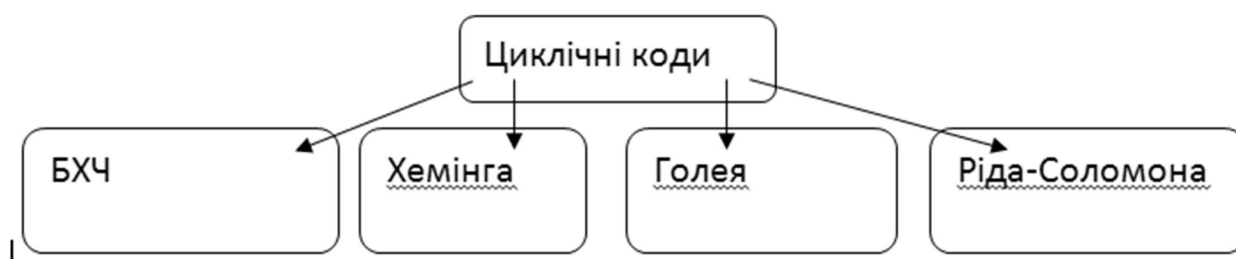 Циклічні коди
БХЧ
Хемінга
Голея
Ріда-Соломона